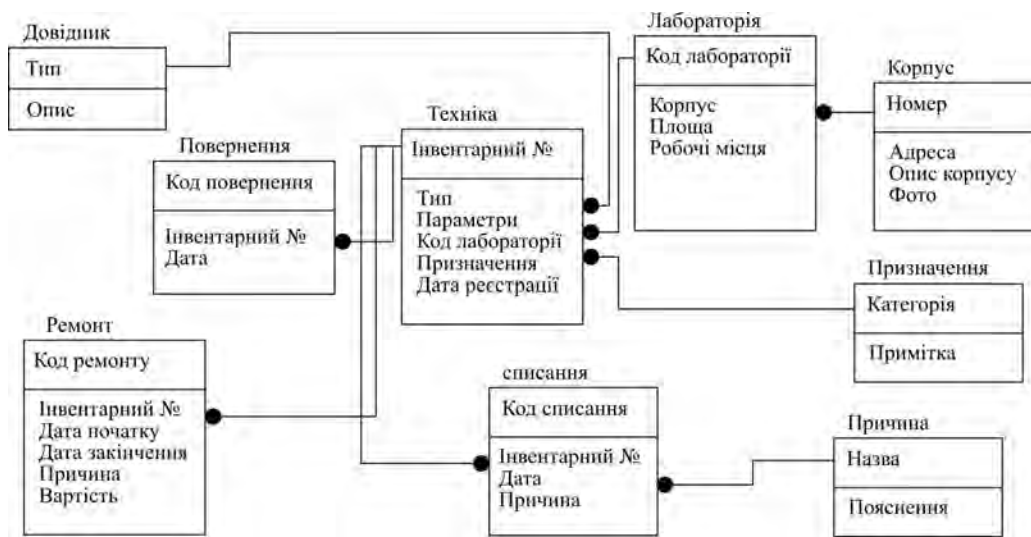 Довідник
Тип
Опис
Лабораторія
Код лабораторії
Корпус
Площа
Робочі місця
Корпус
Номер
Адреса
Опис корпусу
Фото
Техніка
Інвентарний №
Тип
Параметри
Код лабораторії
Призначення
Дата реєстрації
Повернення
Код повернення
Інвентарний №
Дата
Призначення
Категорія
Примітка
Ремонт
Код ремонту
Інвентарний №
Дата початку
Дата закінчення
Причина
Вартість
списання
Код списання
Інвентарний №
Дата
Причина
Причина
Назва
Пояснення